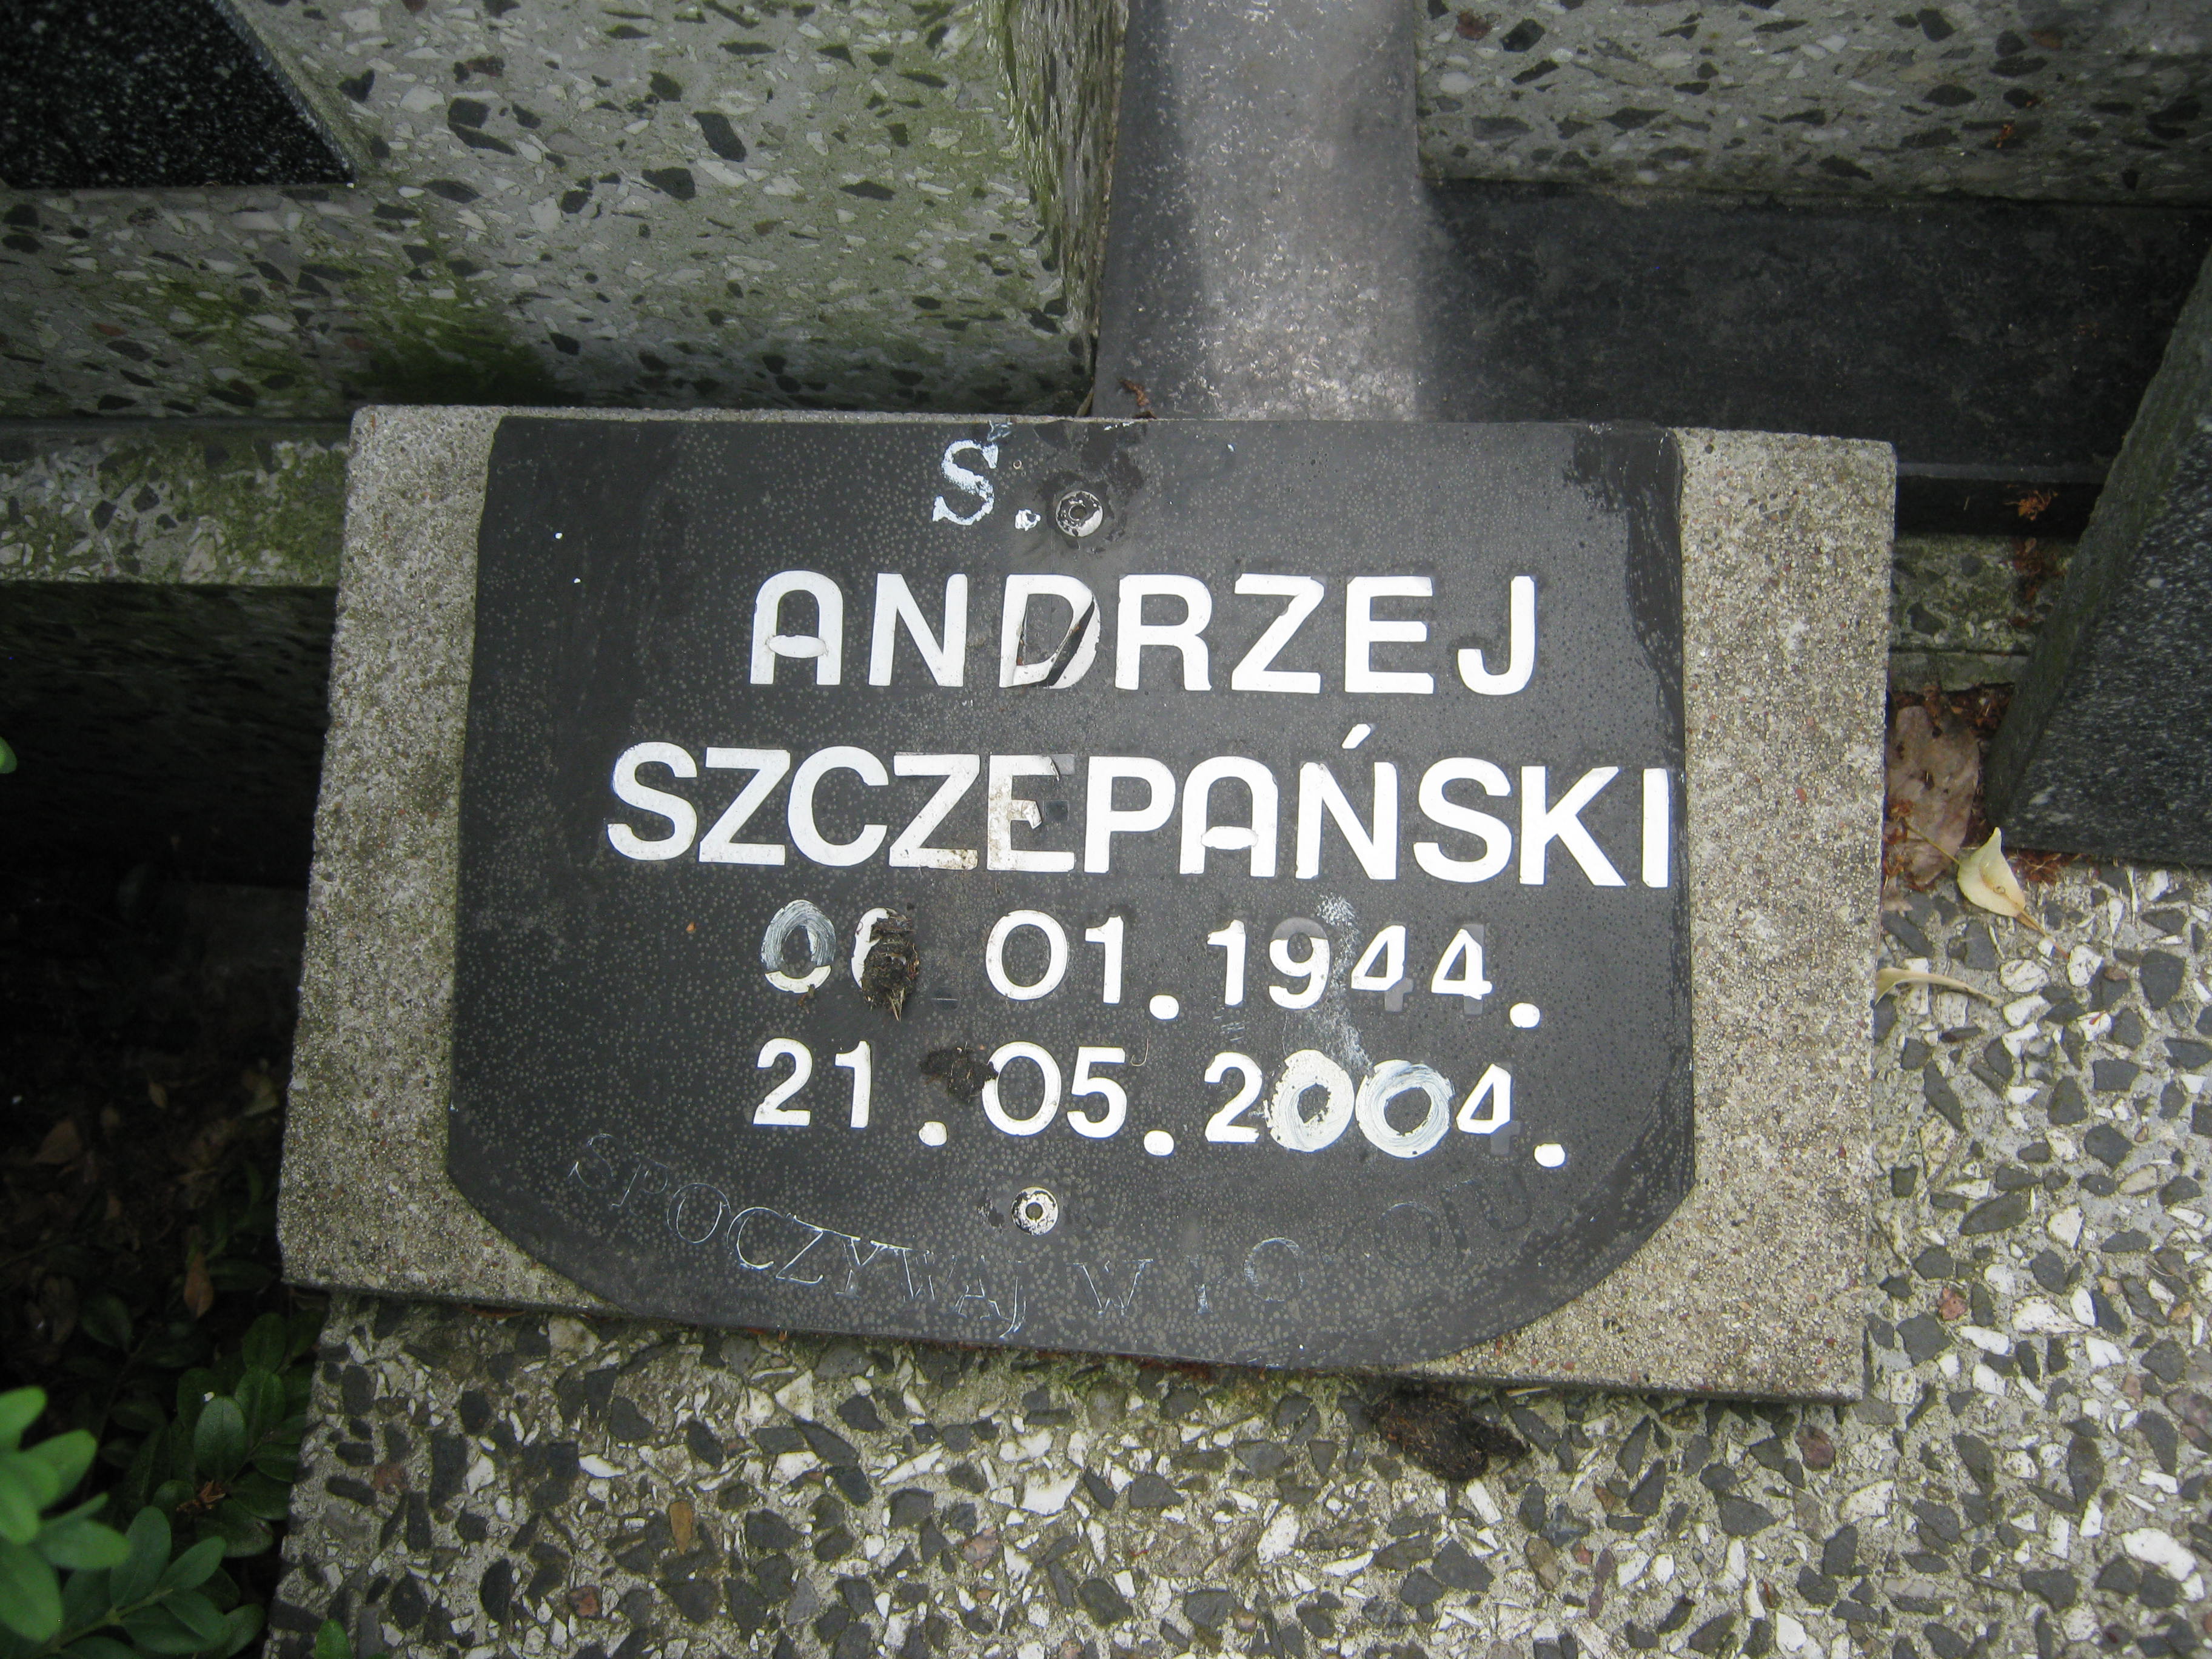 Ś.
ANDRZEJ
SZCZEPAŃSKI
01.1944.
21.05.2004.
SPOCZYWAJ W